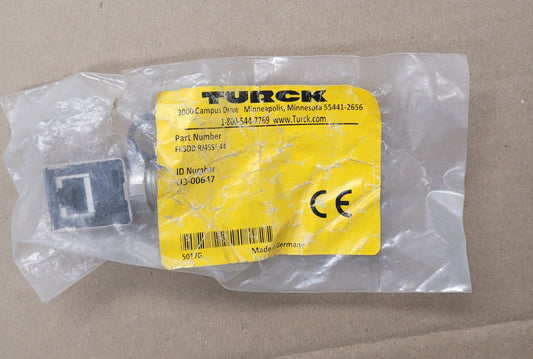 TURCK
3000 Campus Drive Minneapolis, Minnesota 55441-2656
1-800-544-7769 www.Turck.com
Part Number
ID Number
CE
5017G
Made Germany